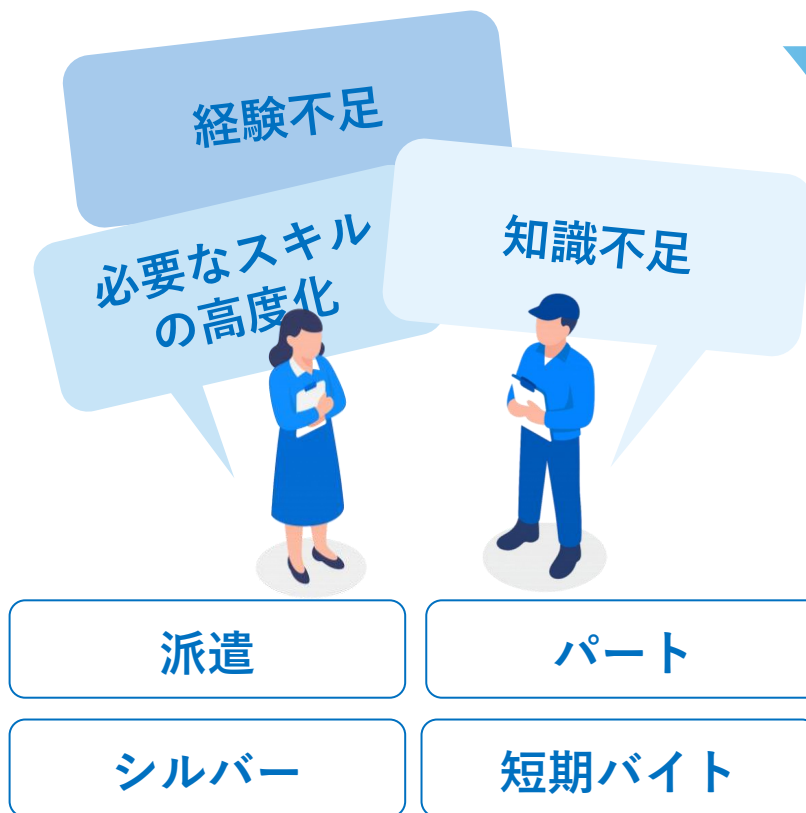 経験不足
必要なスキル
の高度化
知識不足
派遣
パート
シルバー
短期バイト